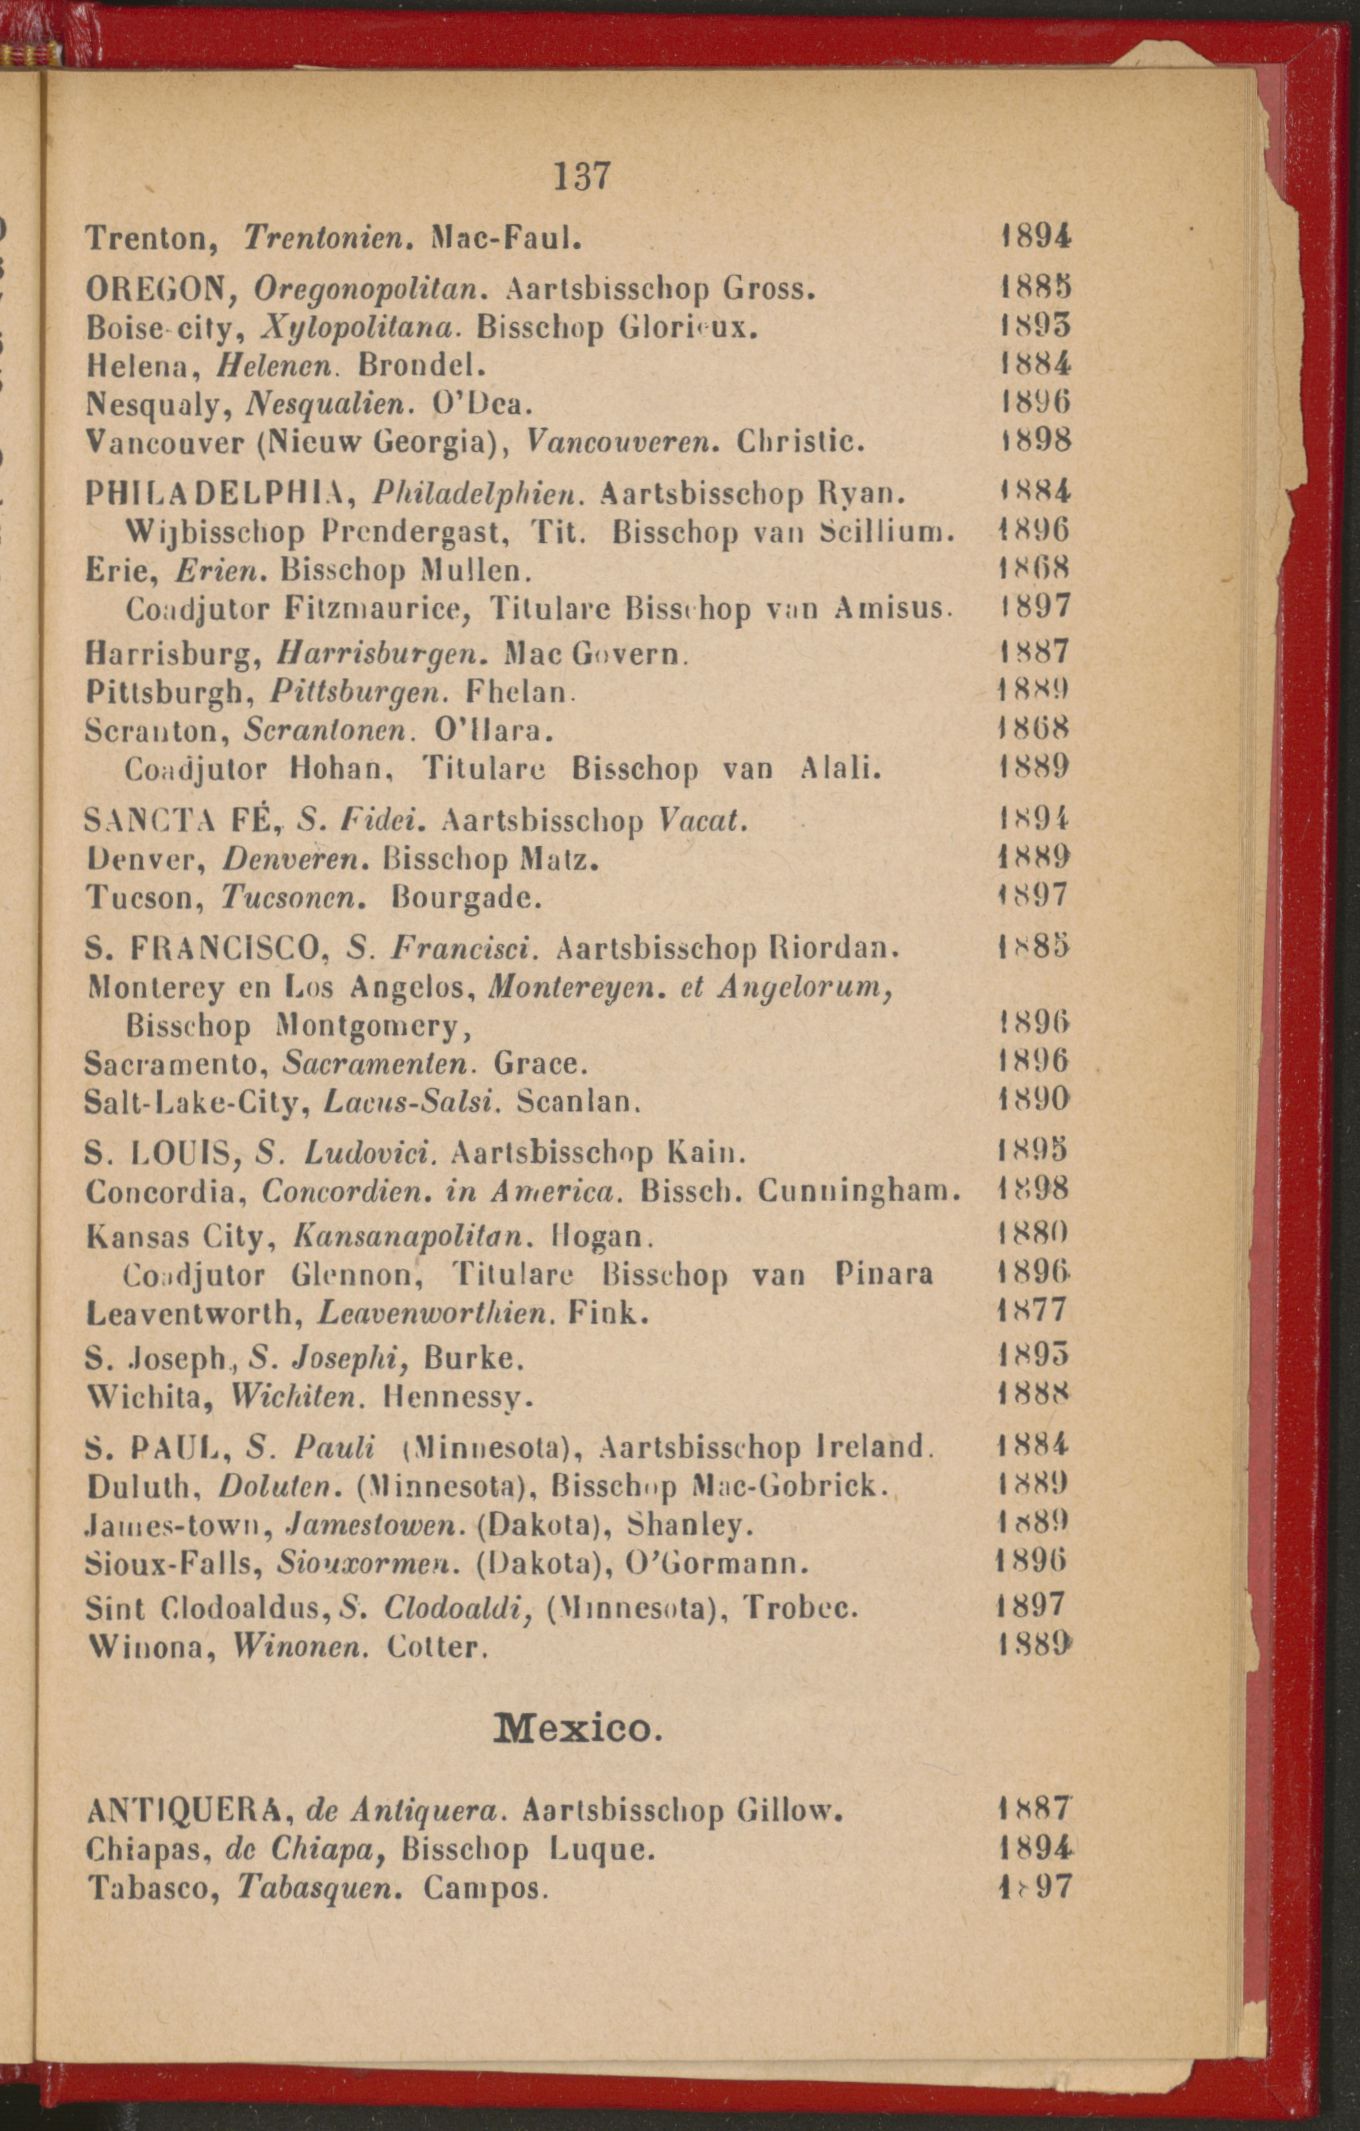 137
Trenton, Trentonien. Mac-Faul. 1894
OREGON, Oregonopolitan. Aartsbisschop Gross. 1885
Boise-city, Xylopolitana. Bisschop Glorieux. 1893
Helena, Helenen. Brondel. 1884
Nesqualy, Nesqualien. O'Dea. 1896
Vancouver (Nieuw Georgia), Vancouveren. Christie. 1898
PHILADELPHIA, Philadelphien. Aartsbisschop Ryan. 1884
Wijbisschop Prendergast, Tit. Bisschop van Scillium. 1896
Erie, Erien. Bisschop Mullen. 1868
Coadjutor Fitzmaurice, Titulare Bisschop van Amisus. 1897
Harrisburg, Harrisburgen. Mac Govern. 1887
Pittsburgh, Pittsburgen. Fhelan. 1889
Scranton, Scrantonen. O'Hara. 1868
Coadjutor Hohan, Titulare Bisschop van Alali. 1889
SANCTA FÉ, S. Fidei. Aartsbisschop Vacat. 1894
Denver, Denveren. Bisschop Matz. 1889
Tucson, Tucsonen. Bourgade. 1897
S. FRANCISCO, S. Francisci. Aartsbisschop Riordan. 1885
Monterey en Los Angelos, Montereyen. et Angelorum,
Bisschop Montgomery, 1896
Sacramento, Sacramenten. Grace. 1896
Salt-Lake-City, Lacus-Salsi. Scanlan. 1890
S. LOUIS, S. Ludovici. Aartsbisschop Kain. 1895
Concordia, Concordien. in America. Bissch. Cunningham. 1898
Kansas City, Kansanapolitan. Hogan. 1880
Coadjutor Glennon, Titulare Bisschop van Pinara 1896
Leaventworth, Leavenworthien. Fink. 1877
S. Joseph., S. Josephi, Burke. 1893
Wichita, Wichiten. Hennessy. 1888
S. PAUL, S. Pauli (Minnesota), Aartsbisschop Ireland. 1884
Duluth, Doluten. (Minnesota), Bisschop Mac-Gobrick. 1889
James-town, Jamestowen. (Dakota), Shanley. 1889
Sioux-Falls, Siouxormen. (Dakota), O'Gormann. 1896
Sint Clodoaldus, S. Clodoaldi, (Minnesota), Trobec. 1897
Winona, Winonen. Cotter. 1889
Mexico.
ANTIQUERA, de Antiquera. Aartsbisschop Gillow. 1887
Chiapas, de Chiapa, Bisschop Luque. 1894
Tabasco, Tabasquen. Campos. 1897